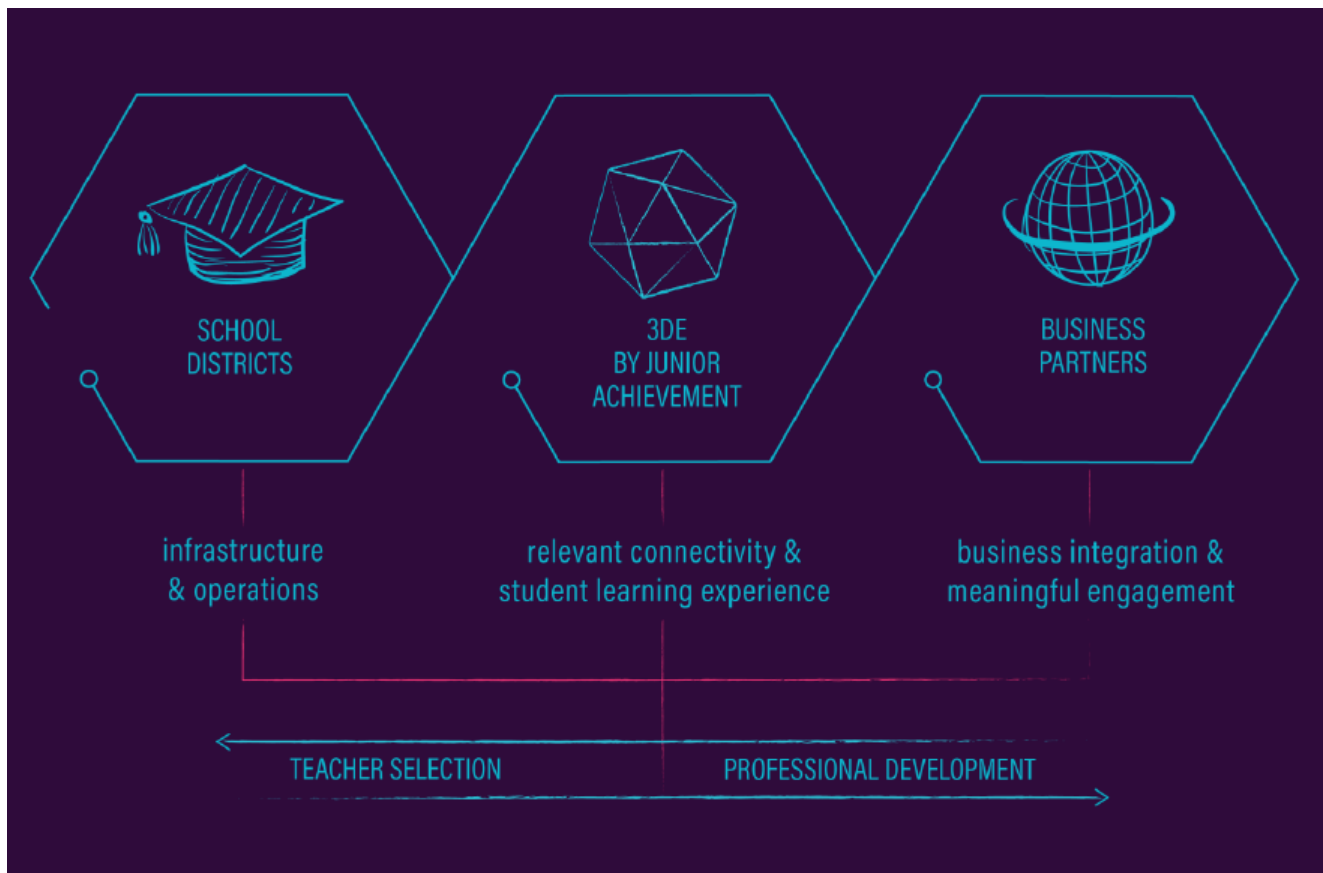 SCHOOL
DISTRICTS
3DE
BY JUNIOR
ACHIEVEMENT
BUSINESS
PARTNERS
infrastructure
& operations
relevant connectivity &
student learning experience
business integration &
meaningful engagement
TEACHER SELECTION
PROFESSIONAL DEVELOPMENT